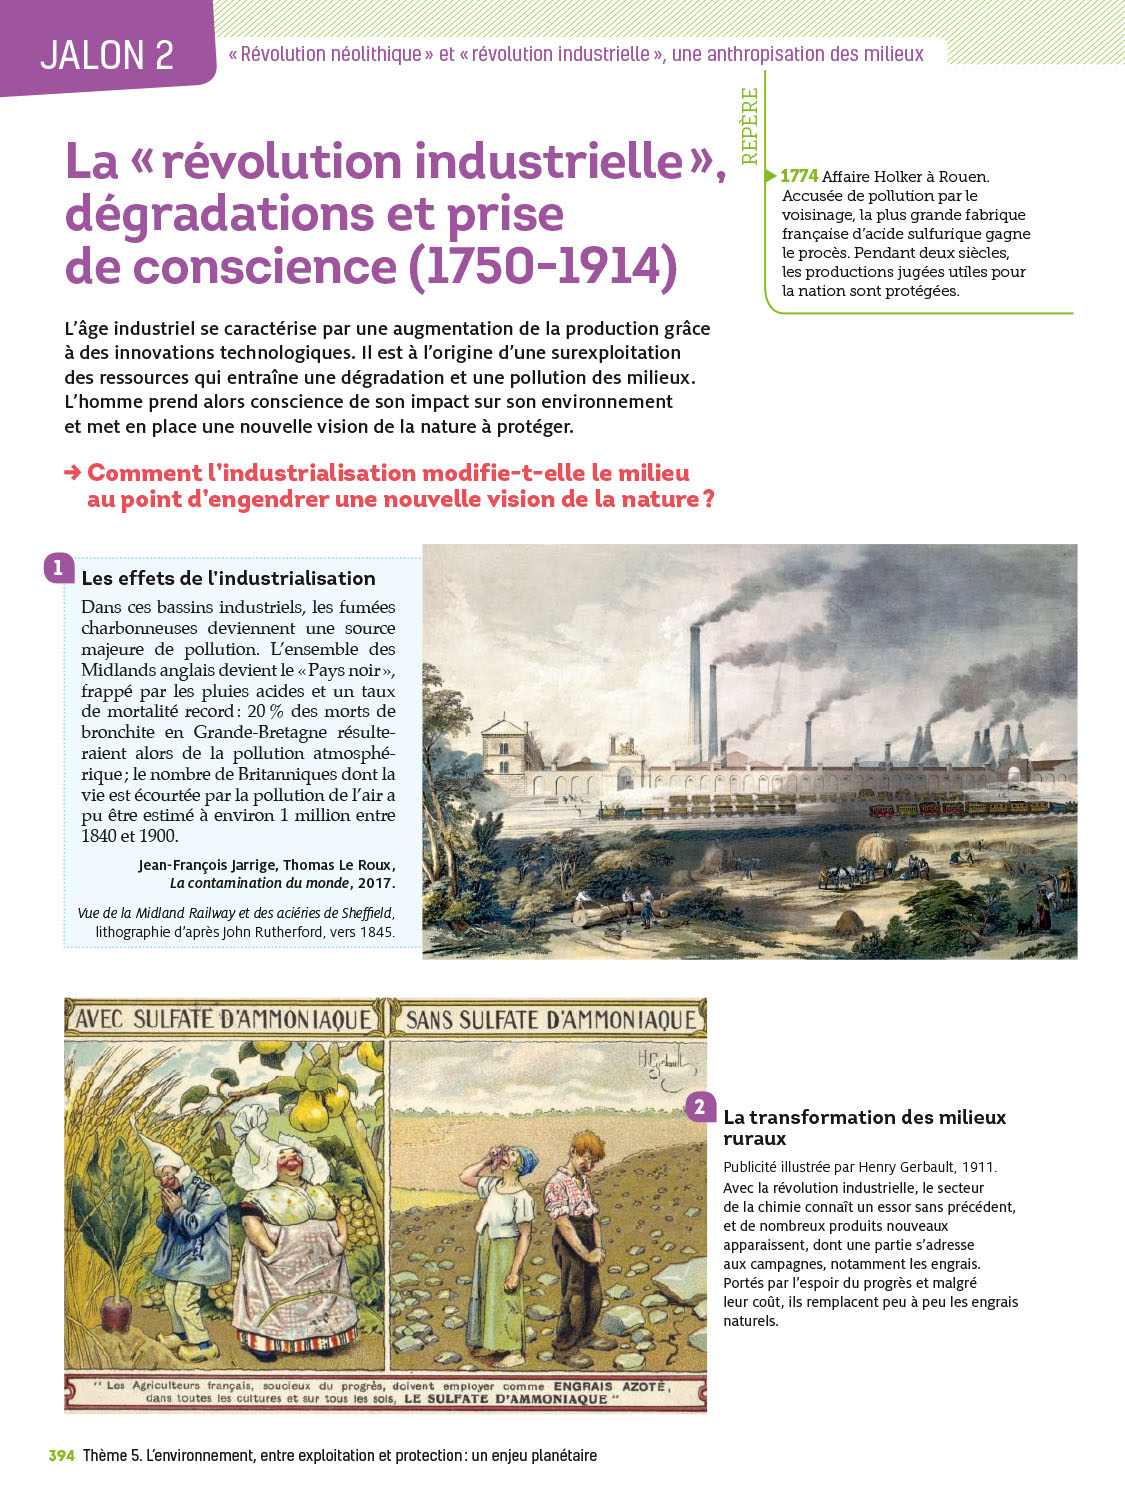 JALON 2
« Révolution néolithique » et « révolution industrielle », une anthropisation des milieux
La « révolution industrielle »,
dégradations et prise
de conscience (1750-1914)
REPÈRE
1774 Affaire Holker à Rouen.
Accusée de pollution par le
voisinage, la plus grande fabrique
française d’acide sulfurique gagne
le procès. Pendant deux siècles,
les productions jugées utiles pour
la nation sont protégées.
L’âge industriel se caractérise par une augmentation de la production grâce
à des innovations technologiques. Il est à l’origine d’une surexploitation
des ressources qui entraîne une dégradation et une pollution des milieux.
L’homme prend alors conscience de son impact sur son environnement
et met en place une nouvelle vision de la nature à protéger.
→ Comment l’industrialisation modifie-t-elle le milieu
au point d’engendrer une nouvelle vision de la nature ?
1
Les effets de l’industrialisation
Dans ces bassins industriels, les fumées
charbonneuses deviennent une source
majeure de pollution. L’ensemble des
Midlands anglais devient le « Pays noir »,
frappé par les pluies acides et un taux
de mortalité record : 20 % des morts de
bronchite en Grande-Bretagne résulte-
raient alors de la pollution atmosphé-
rique ; le nombre de Britanniques dont la
vie est écourtée par la pollution de l’air a
pu être estimé à environ 1 million entre
1840 et 1900.
Jean-François Jarrige, Thomas Le Roux,
La contamination du monde, 2017.
Vue de la Midland Railway et des aciéries de Sheffield,
lithographie d’après John Rutherford, vers 1845.
AVEC SULFATE D’AMMONIAQUE
SANS SULFATE D’AMMONIAQUE
H. Gerbault
" Les Agriculteurs français, soucieux du progrès, doivent employer comme ENGRAIS AZOTÉ,
dans toutes les cultures et sur tous les sols, LE SULFATE D’AMMONIAQUE "
2
La transformation des milieux
ruraux
Publicité illustrée par Henry Gerbault, 1911.
Avec la révolution industrielle, le secteur
de la chimie connaît un essor sans précédent,
et de nombreux produits nouveaux
apparaissent, dont une partie s’adresse
aux campagnes, notamment les engrais.
Portés par l’espoir du progrès et malgré
leur coût, ils remplacent peu à peu les engrais
naturels.
394 Thème 5. L’environnement, entre exploitation et protection : un enjeu planétaire